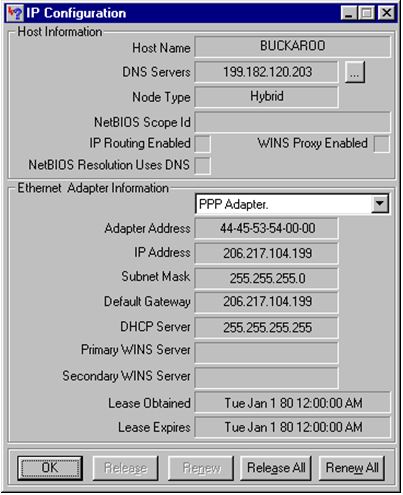 IP Configuration
Host Information
Host Name BUCKAROO
DNS Servers 199.182.120.203 ...
Node Type Hybrid
NetBIOS Scope Id
IP Routing Enabled WINS Proxy Enabled
NetBIOS Resolution Uses DNS
Ethernet Adapter Information
PPP Adapter.
Adapter Address 44-45-53-54-00-00
IP Address 206.217.104.199
Subnet Mask 255.255.255.0
Default Gateway 206.217.104.199
DHCP Server 255.255.255.255
Primary WINS Server
Secondary WINS Server
Lease Obtained Tue Jan 1 80 12:00:00 AM
Lease Expires Tue Jan 1 80 12:00:00 AM
OK Release Renew Release All Renew All